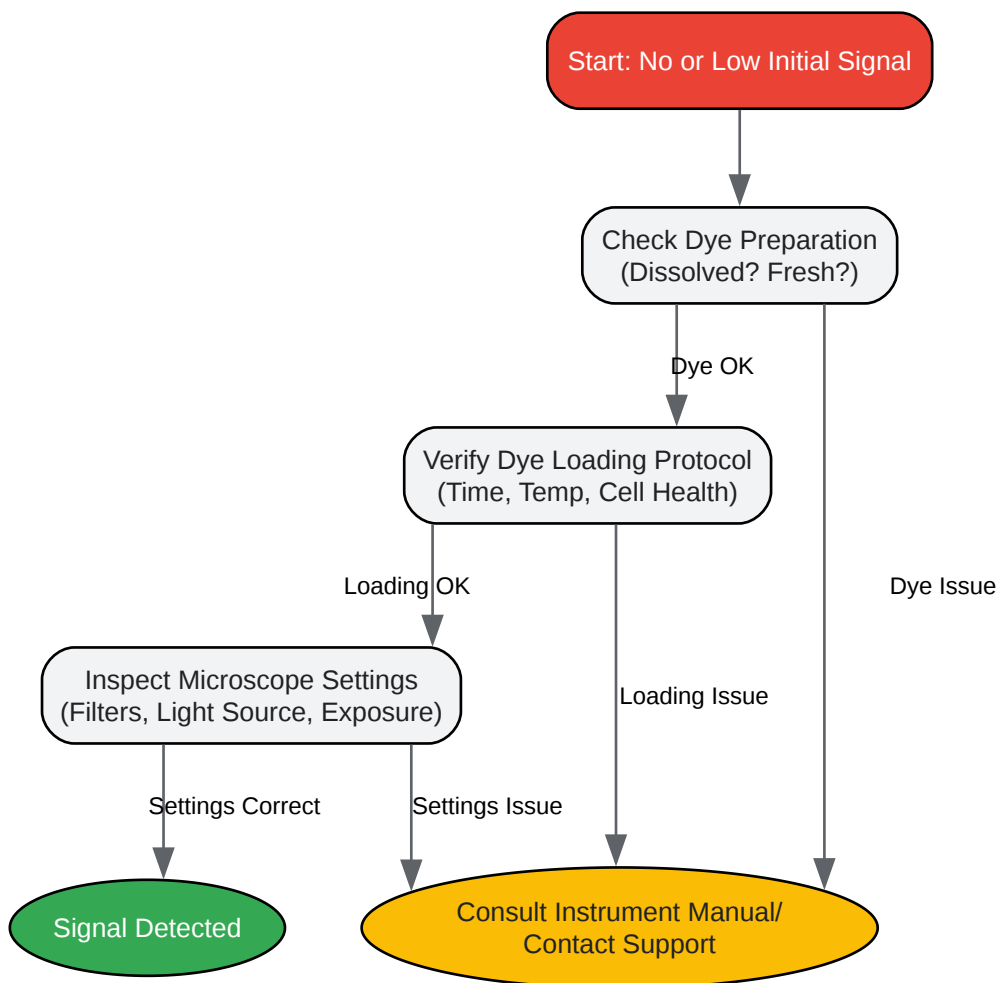 Start: No or Low Initial Signal
Check Dye Preparation
(Dissolved? Fresh?)
Dye OK
Verify Dye Loading Protocol
(Time, Temp, Cell Health)
Loading OK
Dye Issue
Inspect Microscope Settings
(Filters, Light Source, Exposure)
Loading Issue
Settings Correct
Settings Issue
Signal Detected
Consult Instrument Manual/
Contact Support